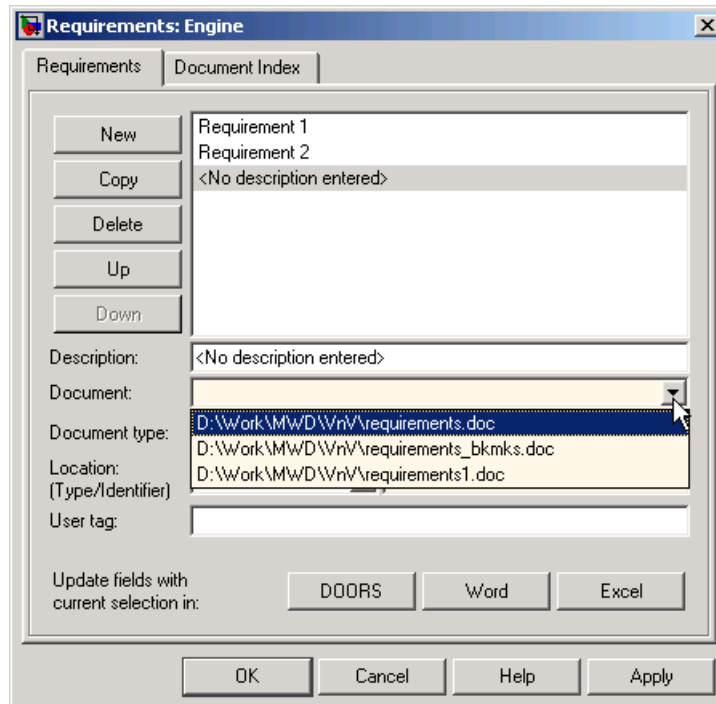 Requirements: Engine
Requirements
Document Index
New
Copy
Delete
Up
Down
Requirement 1
Requirement 2
<No description entered>
Description:
<No description entered>
Document:
D:\Work\MWD\VnV\requirements.doc
D:\Work\MWD\VnV\requirements_bkmks.doc
D:\Work\MWD\VnV\requirements1.doc
Document type:
Location:
(Type/Identifier)
User tag:
Update fields with
current selection in:
DOORS
Word
Excel
OK
Cancel
Help
Apply